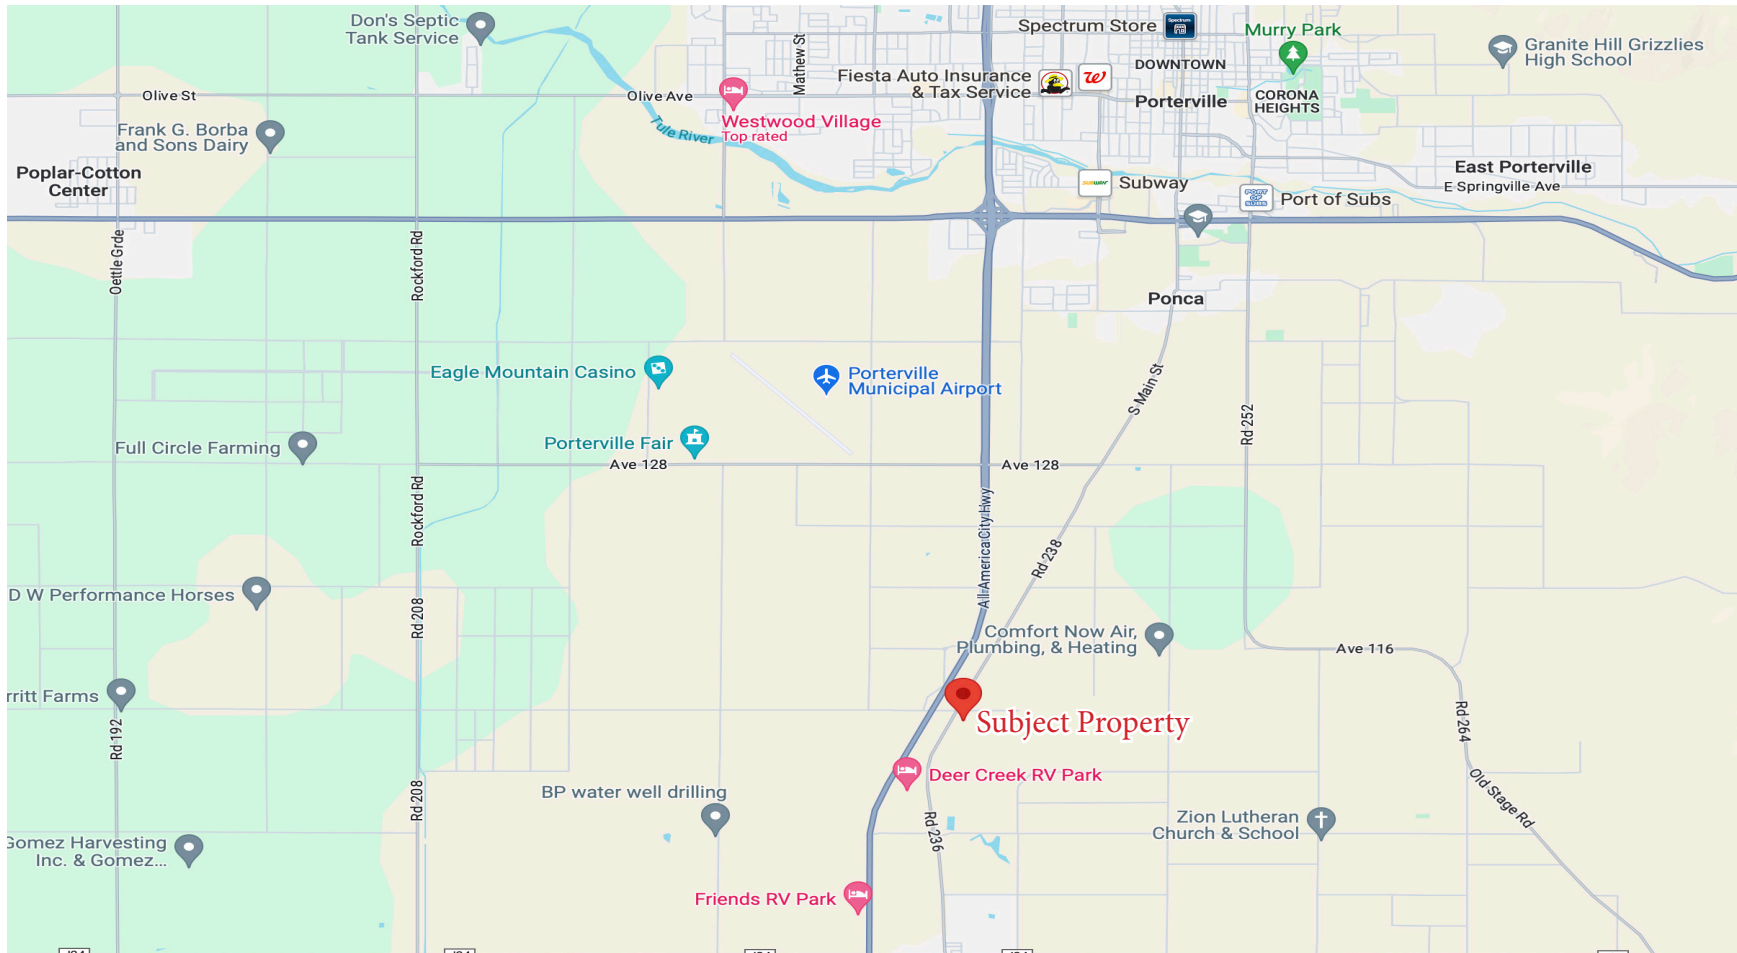 Don's Septic
Tank Service
Mathew St
Spectrum Store
Spectrum
Murry Park
Granite Hill Grizzlies
High School
DOWNTOWN
Fiesta Auto Insurance
& Tax Service
Olive St
Olive Ave
Porterville
CORONA
HEIGHTS
Westwood Village
Top rated
Tule River
Frank G. Borba
and Sons Dairy
Poplar-Cotton
Center
East Porterville
E Springville Ave
SUBWAY
Subway
PORT
OF
SUBS
Port of Subs
Oettle Grde
Rockford Rd
Ponca
Eagle Mountain Casino
Porterville
Municipal Airport
S Main St
Rd 252
Full Circle Farming
Porterville Fair
Ave 128
Ave 128
Rockford Rd
All America City Hwy
Rd 238
D W Performance Horses
Rd 208
Comfort Now Air,
Plumbing, & Heating
Ave 116
rritt Farms
Rd 192
Subject Property
Rd 264
Deer Creek RV Park
Old Stage Rd
BP water well drilling
Rd 208
Rd 236
Zion Lutheran
Church & School
Gomez Harvesting
Inc. & Gomez...
Friends RV Park